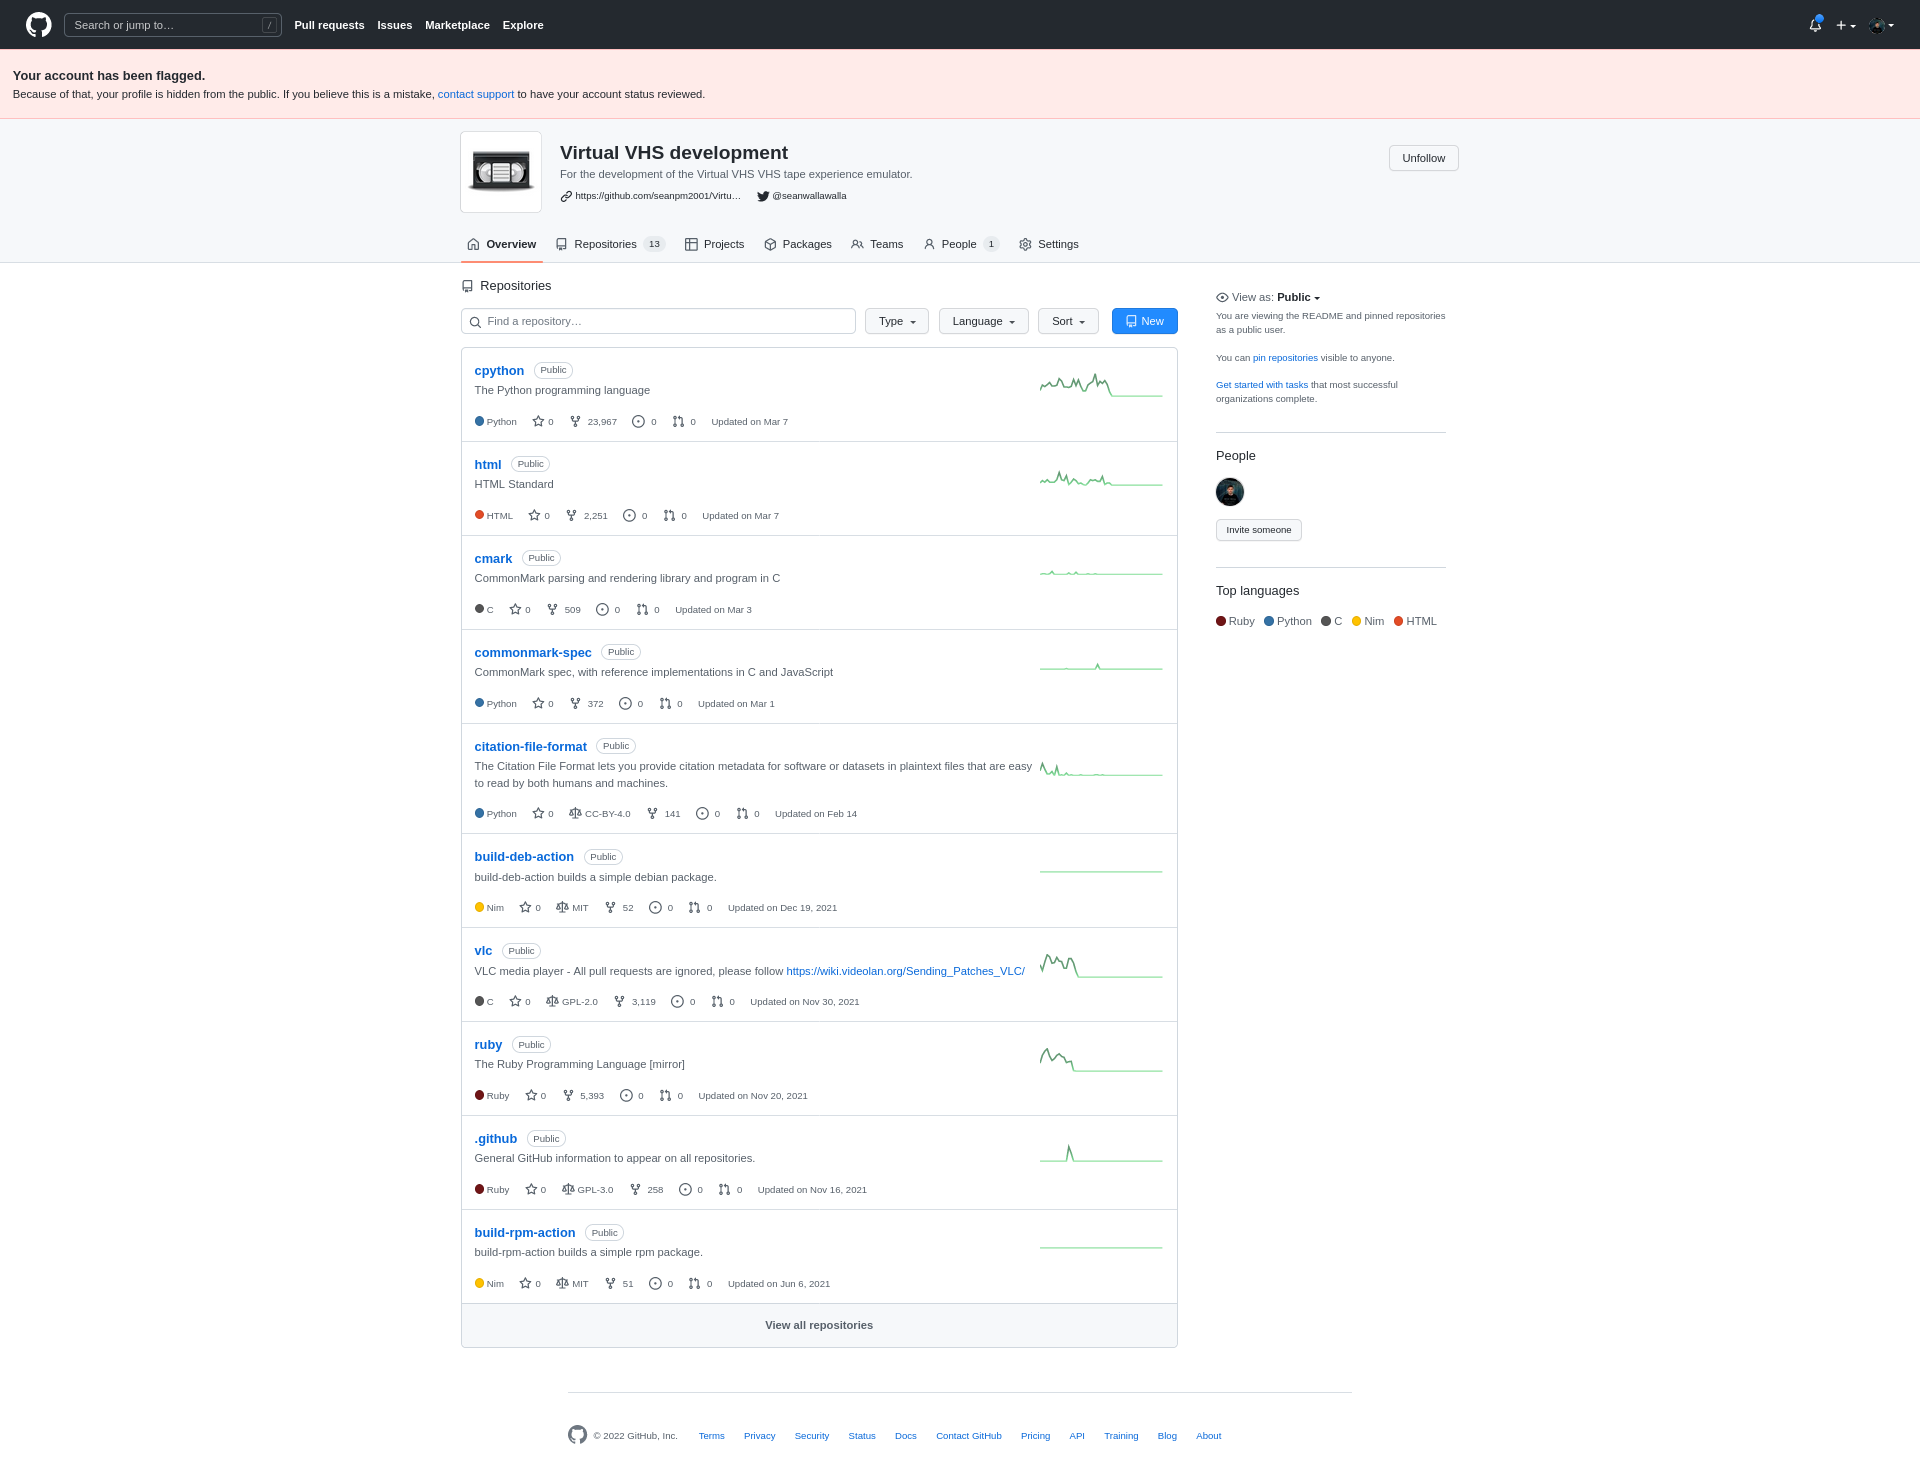 Search or jump to… /
Pull requests Issues Marketplace Explore
Your account has been flagged.
Because of that, your profile is hidden from the public. If you believe this is a mistake, contact support to have your account status reviewed.
Virtual VHS development
Unfollow
For the development of the Virtual VHS VHS tape experience emulator.
https://github.com/seanpm2001/Virtu… @seanwallawalla
Overview Repositories 13 Projects Packages Teams People 1 Settings
Repositories
Find a repository… Type Language Sort New
cpython Public
The Python programming language
Python 0 23,967 0 0 Updated on Mar 7
html Public
HTML Standard
HTML 0 2,251 0 0 Updated on Mar 7
cmark Public
CommonMark parsing and rendering library and program in C
C 0 509 0 0 Updated on Mar 3
commonmark-spec Public
CommonMark spec, with reference implementations in C and JavaScript
Python 0 372 0 0 Updated on Mar 1
citation-file-format Public
The Citation File Format lets you provide citation metadata for software or datasets in plaintext files that are easy
to read by both humans and machines.
Python 0 CC-BY-4.0 141 0 0 Updated on Feb 14
build-deb-action Public
build-deb-action builds a simple debian package.
Nim 0 MIT 52 0 0 Updated on Dec 19, 2021
vlc Public
VLC media player - All pull requests are ignored, please follow https://wiki.videolan.org/Sending_Patches_VLC/
C 0 GPL-2.0 3,119 0 0 Updated on Nov 30, 2021
ruby Public
The Ruby Programming Language [mirror]
Ruby 0 5,393 0 0 Updated on Nov 20, 2021
.github Public
General GitHub information to appear on all repositories.
Ruby 0 GPL-3.0 258 0 0 Updated on Nov 16, 2021
build-rpm-action Public
build-rpm-action builds a simple rpm package.
Nim 0 MIT 51 0 0 Updated on Jun 6, 2021
View all repositories
View as: Public
You are viewing the README and pinned repositories
as a public user.
You can pin repositories visible to anyone.
Get started with tasks that most successful
organizations complete.
People
Invite someone
Top languages
Ruby Python C Nim HTML
© 2022 GitHub, Inc. Terms Privacy Security Status Docs Contact GitHub Pricing API Training Blog About